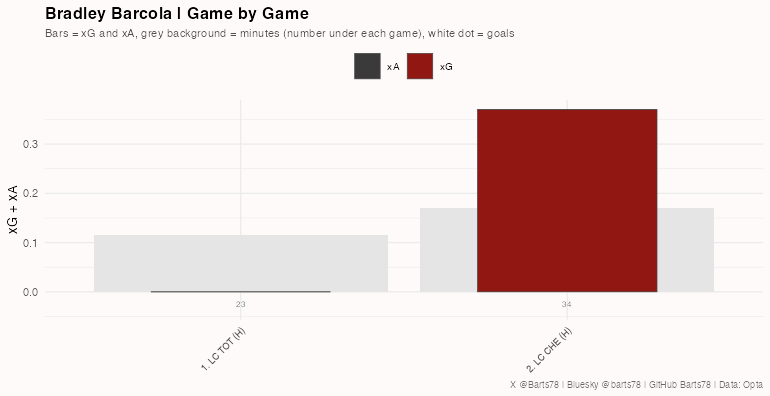 Bradley Barcola | Game by Game
Bars = xG and xA, grey background = minutes (number under each game), white dot = goals
xA xG
xG + xA
0.3
0.2
0.1
0.0
23 34
1. LC TOT (H) 2. LC CHE (H)
X @Barts78 | Bluesky @barts78 | GitHub Barts78 | Data: Opta